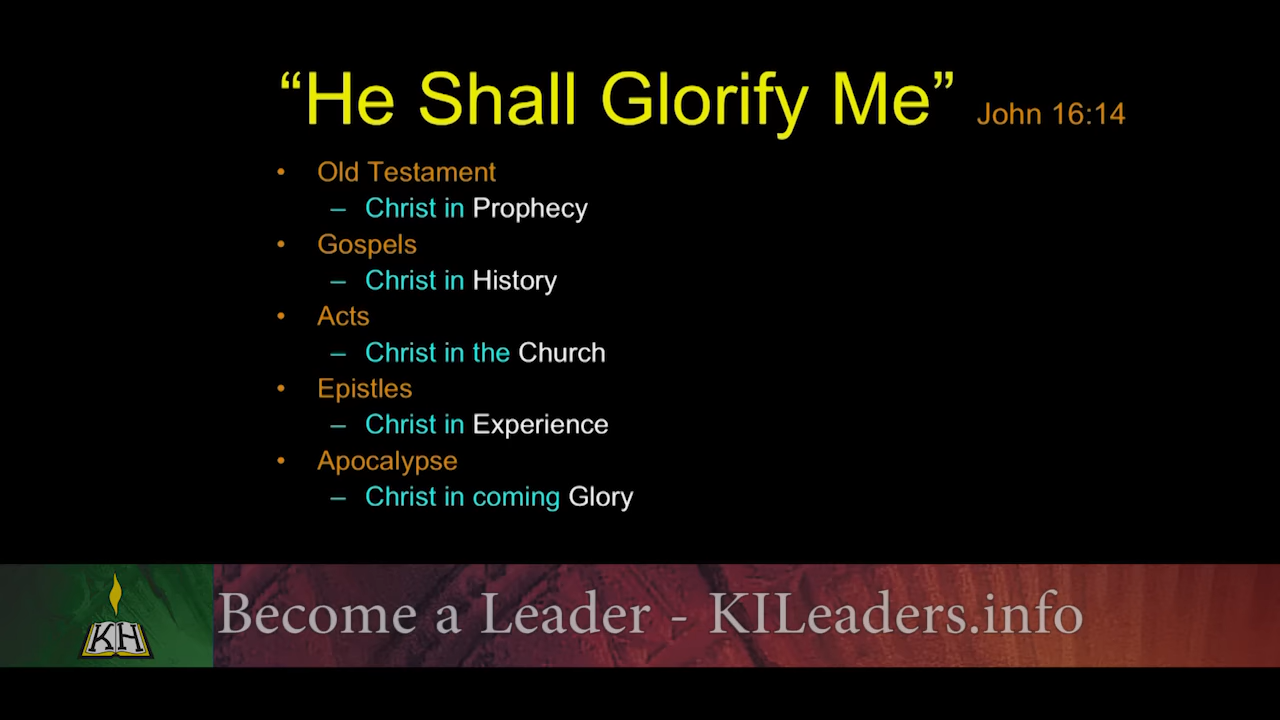 “He Shall Glorify Me” John 16:14
• Old Testament
– Christ in Prophecy
• Gospels
– Christ in History
• Acts
– Christ in the Church
• Epistles
– Christ in Experience
• Apocalypse
– Christ in coming Glory
KH
Become a Leader - KILeaders.info